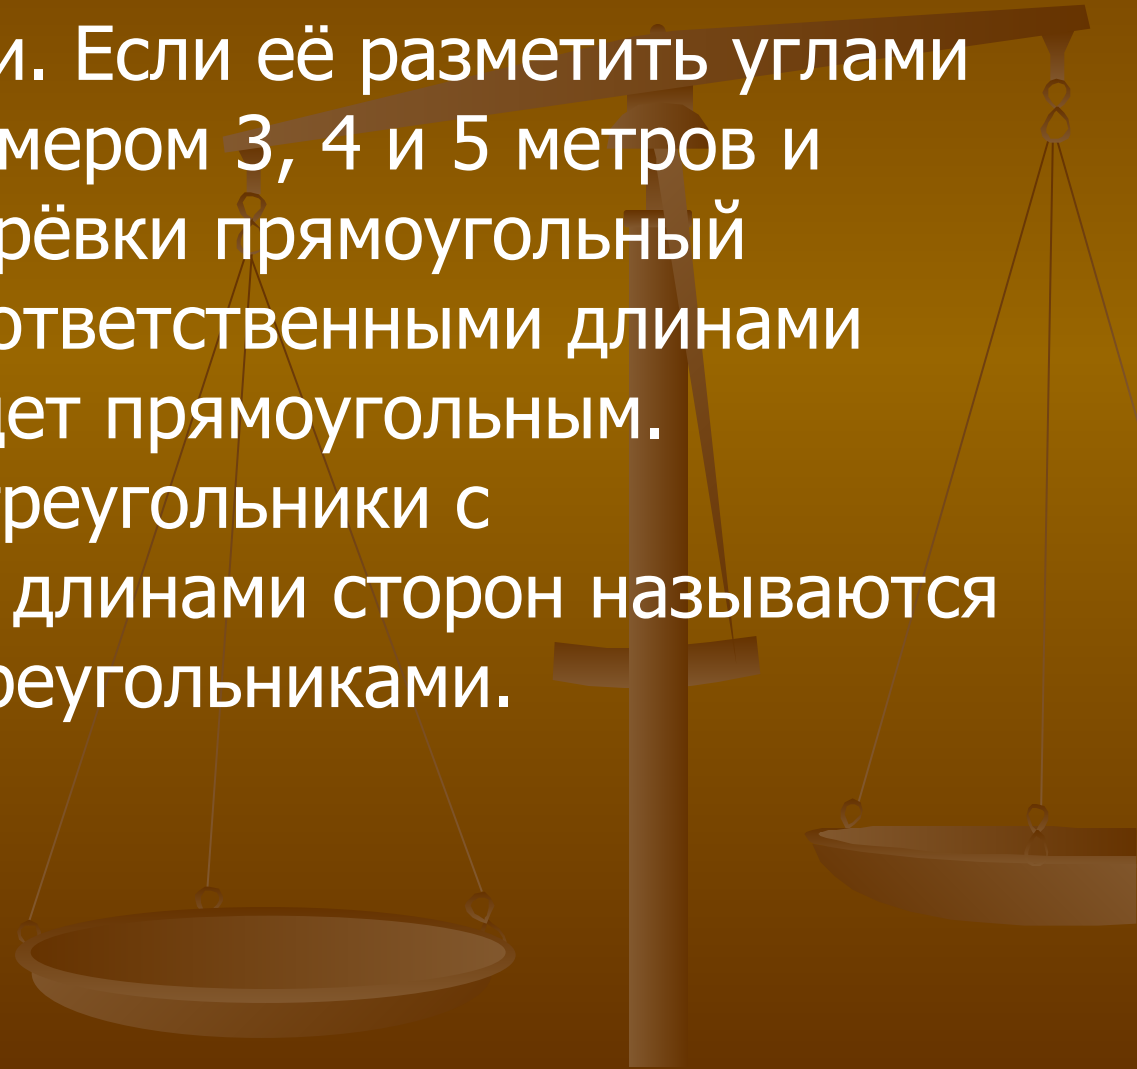 и. Если её разметить углами
мером 3, 4 и 5 метров и
рёвки прямоугольный
ответственными длинами
дет прямоугольным.
треугольники с
длинами сторон называются
реугольниками.